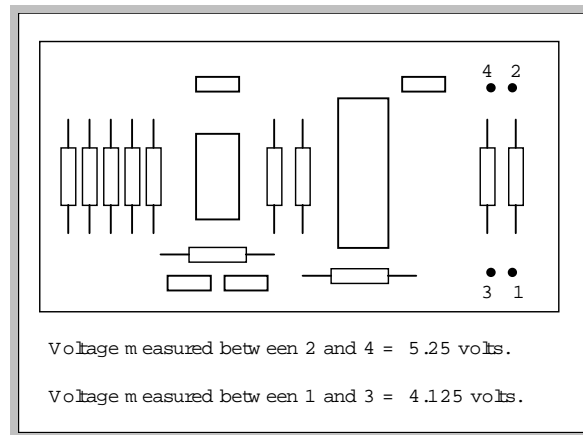 4 2
3 1
Voltage measured between 2 and 4 = 5.25 volts.
Voltage measured between 1 and 3 = 4.125 volts.